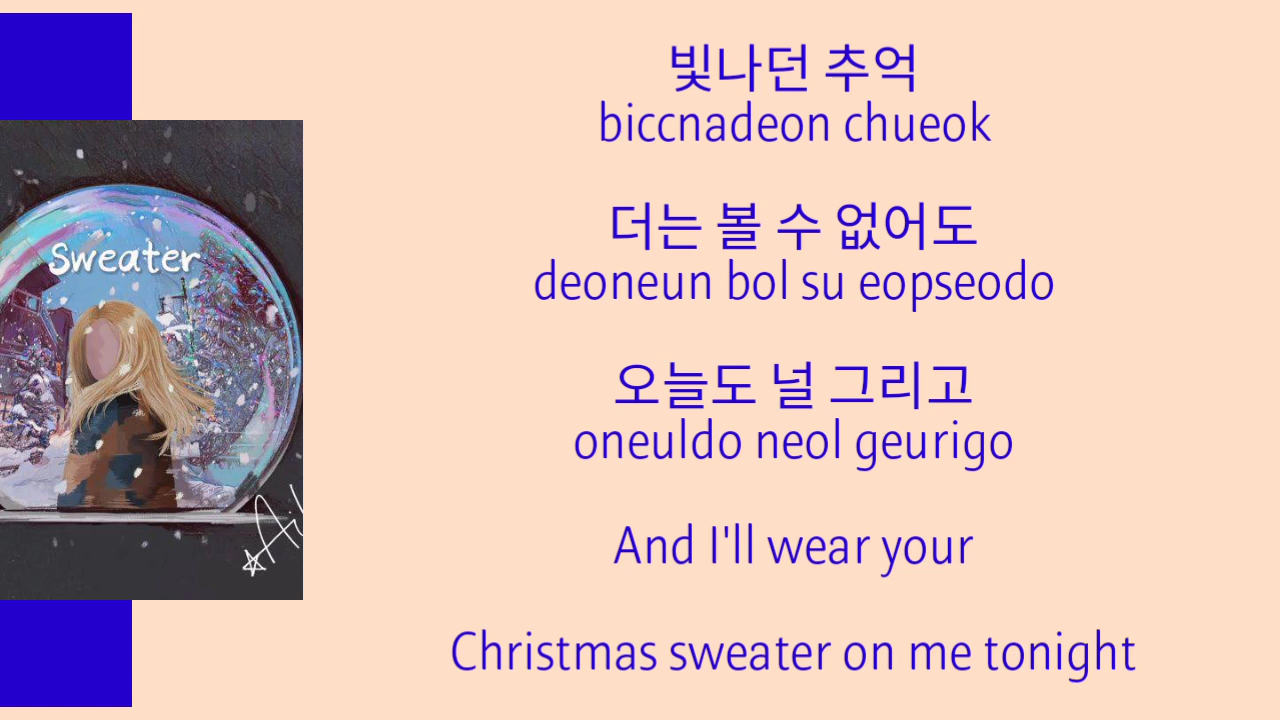 Sweater
빛나던 추억
biccnadeon chueok
더는 볼 수 없어도
deoneun bol su eopseodo
오늘도 널 그리고
oneuldo neol geurigo
And I'll wear your
Christmas sweater on me tonight